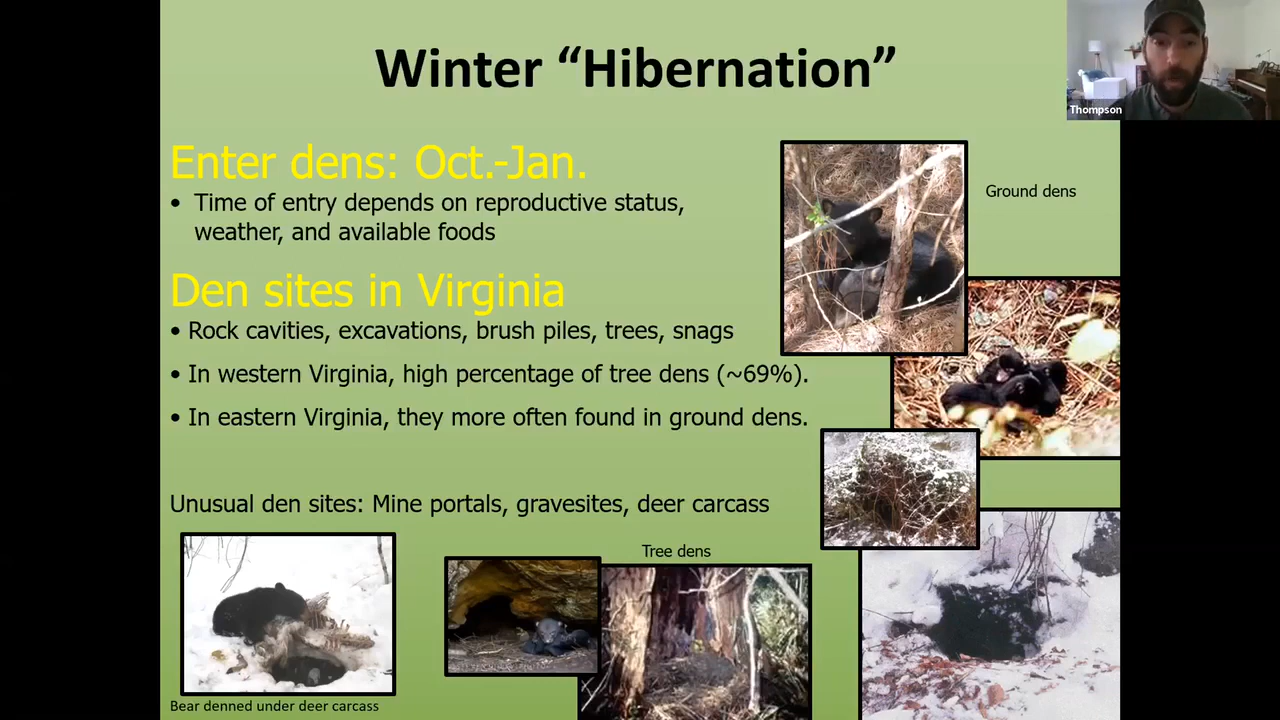 Winter “Hibernation”
Thompson
Enter dens: Oct.-Jan.
• Time of entry depends on reproductive status,
weather, and available foods
Ground dens
Den sites in Virginia
• Rock cavities, excavations, brush piles, trees, snags
• In western Virginia, high percentage of tree dens (~69%).
• In eastern Virginia, they more often found in ground dens.
Unusual den sites: Mine portals, gravesites, deer carcass
Tree dens
Bear denned under deer carcass